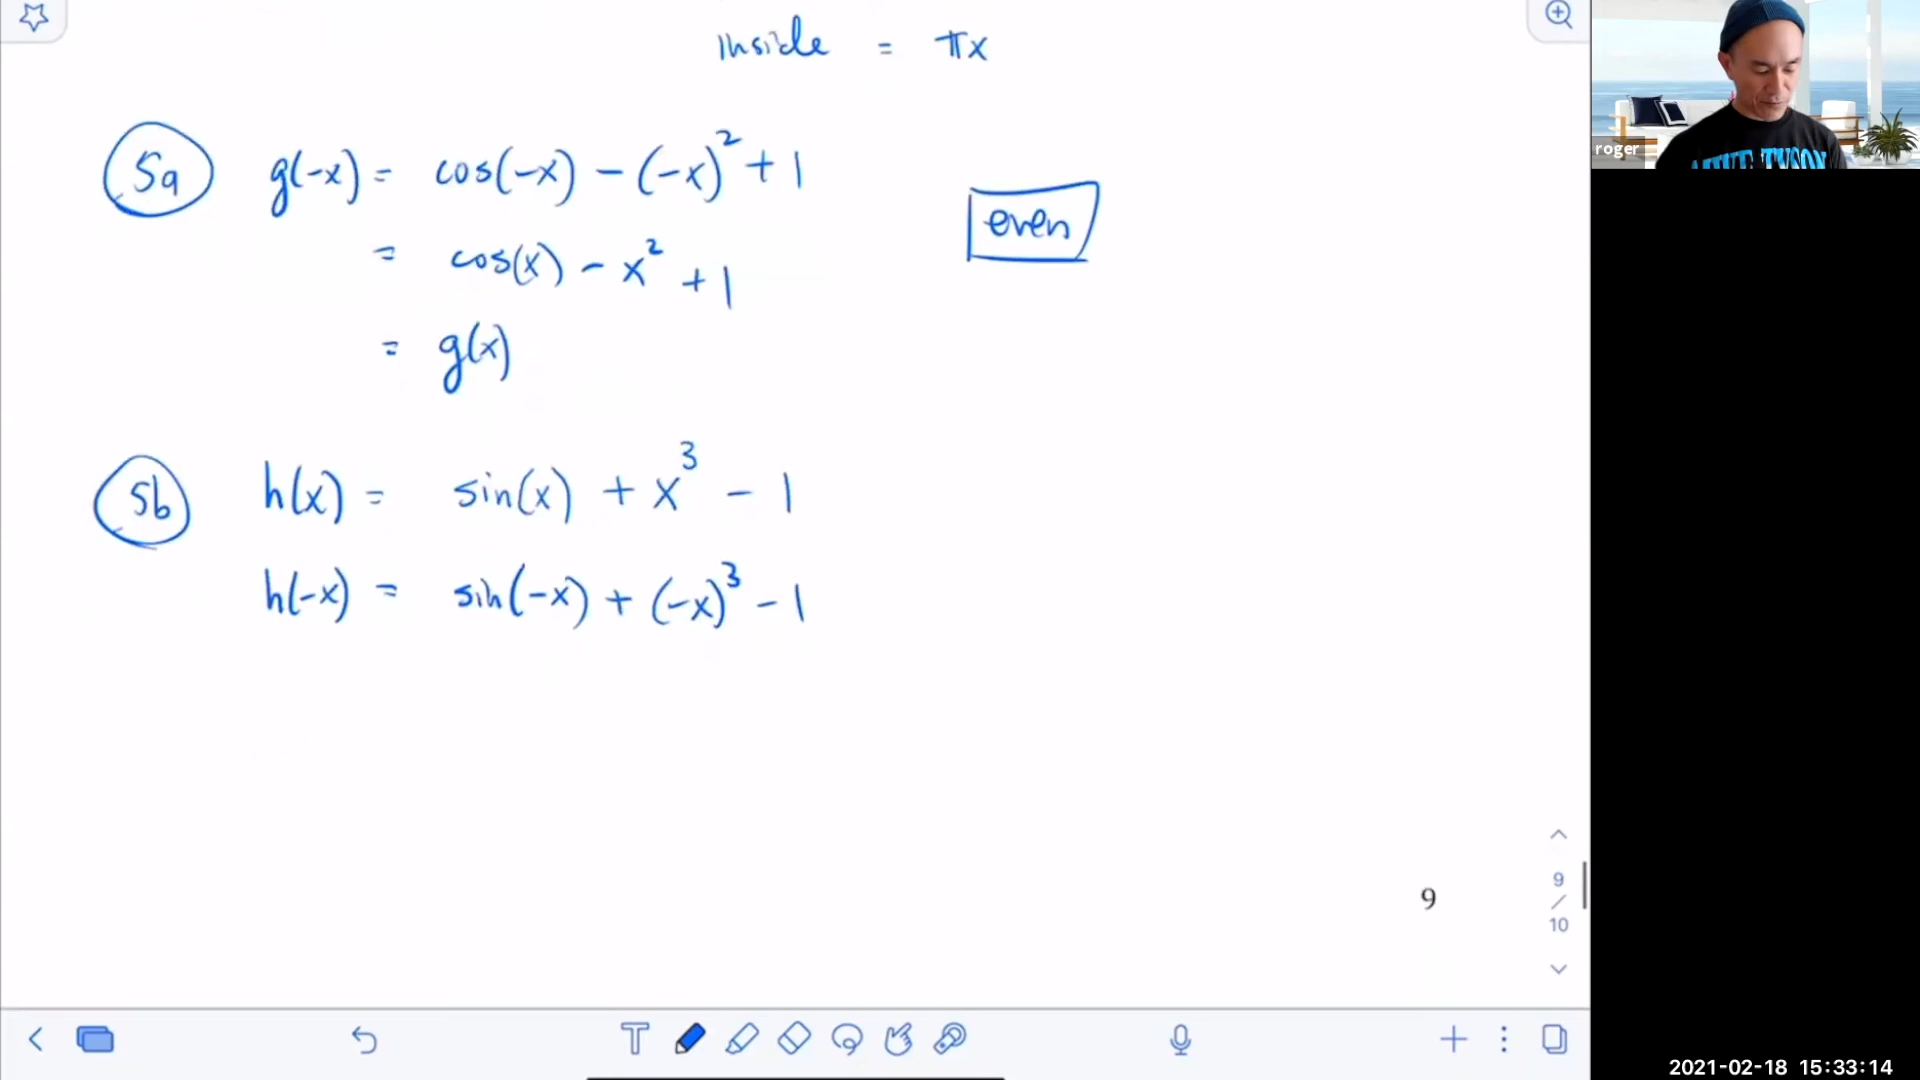 inside = πx
5a g(-x) = cos(-x) - (-x)² + 1
= cos(x) - x² + 1
even
= g(x)
5b h(x) = sin(x) + x³ - 1
h(-x) = sin(-x) + (-x)³ - 1
9
9
/
10
T
roger
2021-02-18 15:33:14